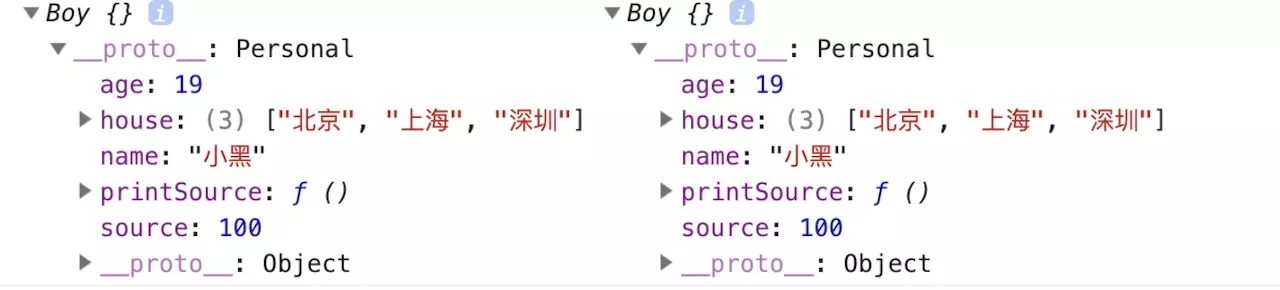 ▼Boy {} i
▼__proto__: Personal
age: 19
▶house: (3) ["北京", "上海", "深圳"]
name: "小黑"
▶printSource: ƒ ()
source: 100
▶__proto__: Object
▼Boy {} i
▼__proto__: Personal
age: 19
▶house: (3) ["北京", "上海", "深圳"]
name: "小黑"
▶printSource: ƒ ()
source: 100
▶__proto__: Object